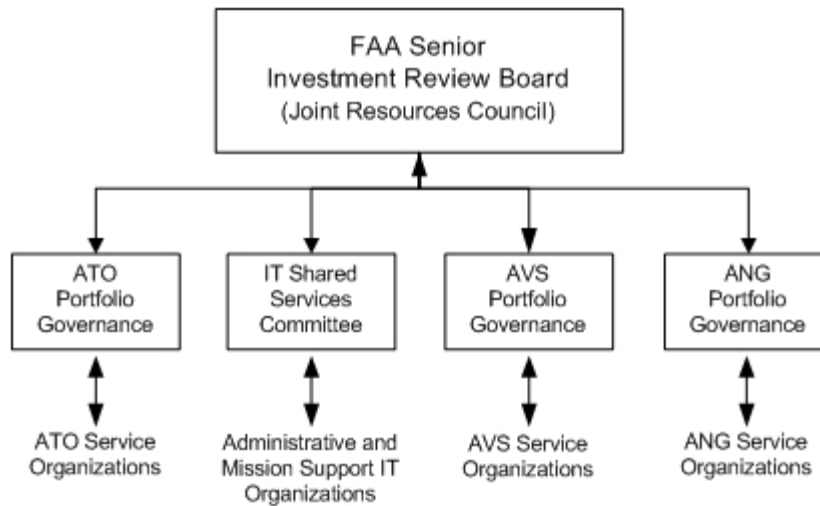 FAA Senior
Investment Review Board
(Joint Resources Council)
ATO
Portfolio
Governance
IT Shared
Services
Committee
AVS
Portfolio
Governance
ANG
Portfolio
Governance
ATO Service
Organizations
Administrative and
Mission Support IT
Organizations
AVS Service
Organizations
ANG Service
Organizations